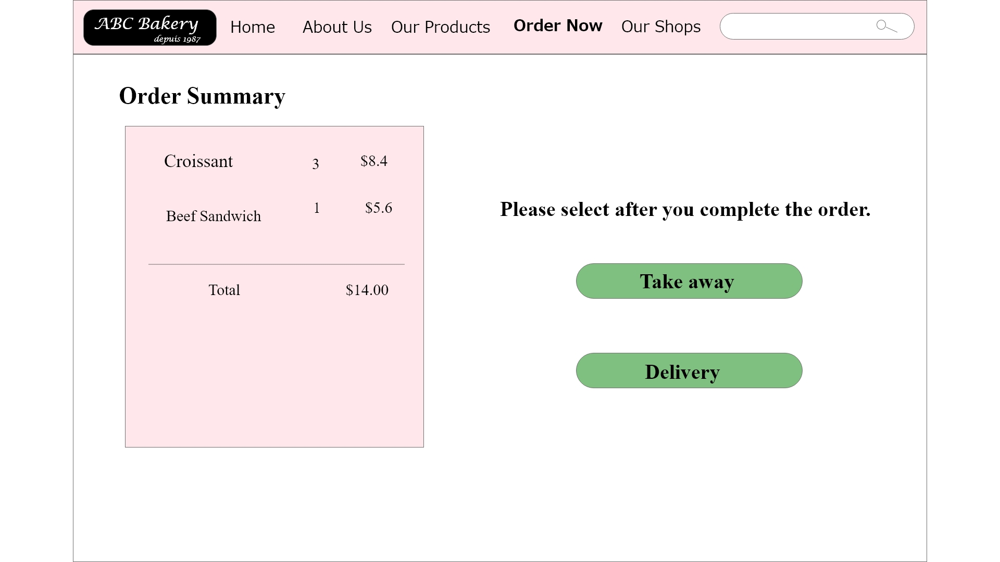 ABC Bakery
depuis 1987
Home About Us Our Products Order Now Our Shops
Order Summary
Croissant 3 $8.4
Beef Sandwich 1 $5.6
Total $14.00
Please select after you complete the order.
Take away
Delivery